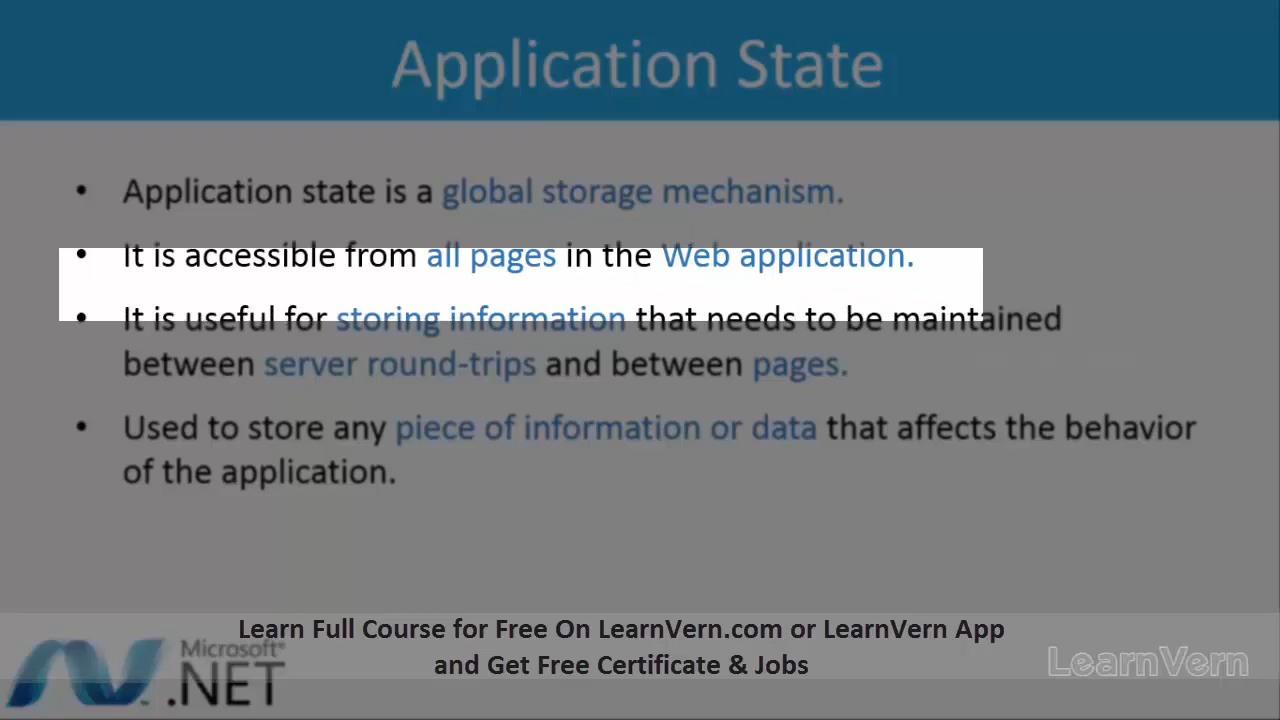 Application State
• Application state is a global storage mechanism.
• It is accessible from all pages in the Web application.
• It is useful for storing information that needs to be maintained
between server round-trips and between pages.
• Used to store any piece of information or data that affects the behavior
of the application.
Learn Full Course for Free On LearnVern.com or LearnVern App
and Get Free Certificate & Jobs
Microsoft®
.NET
LearnVern